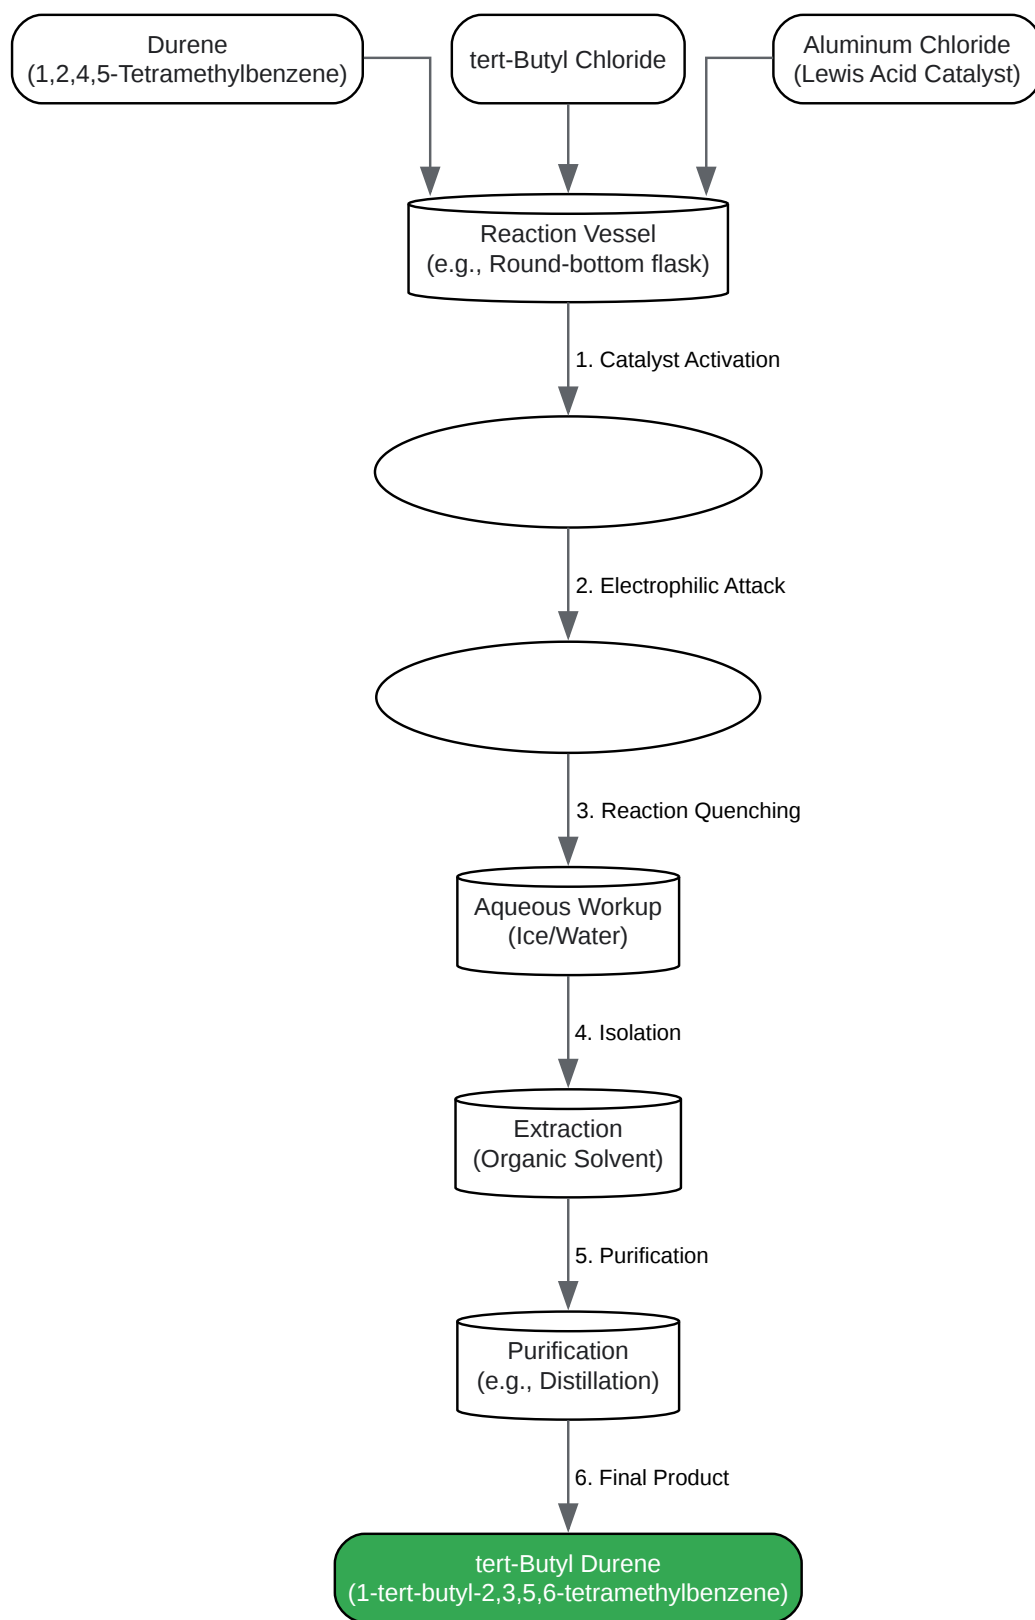 Durene
(1,2,4,5-Tetramethylbenzene)
tert-Butyl Chloride
Aluminum Chloride
(Lewis Acid Catalyst)
Reaction Vessel
(e.g., Round-bottom flask)
1. Catalyst Activation
2. Electrophilic Attack
3. Reaction Quenching
Aqueous Workup
(Ice/Water)
4. Isolation
Extraction
(Organic Solvent)
5. Purification
Purification
(e.g., Distillation)
6. Final Product
tert-Butyl Durene
(1-tert-butyl-2,3,5,6-tetramethylbenzene)